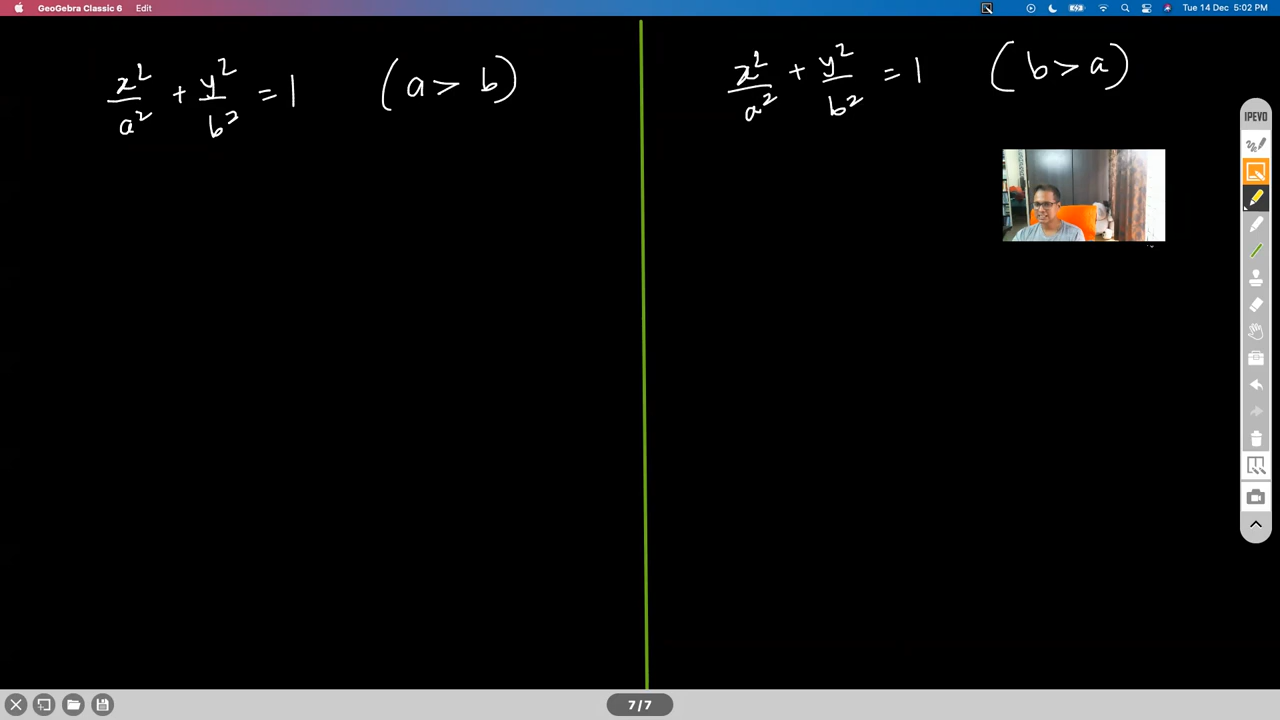 GeoGebra Classic 6 Edit Tue 14 Dec 5:02 PM
x²/a² + y²/b² = 1 (a > b)
x²/a² + y²/b² = 1 (b > a)
IPEVO
7/7